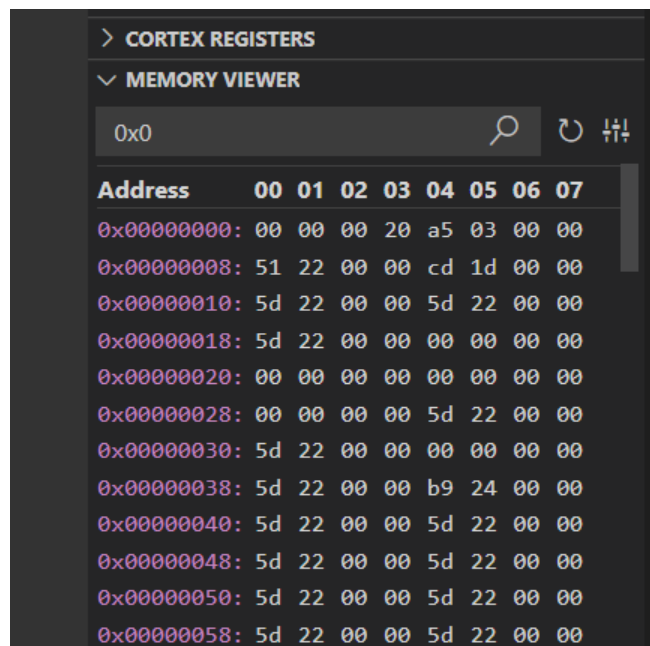 CORTEX REGISTERS
MEMORY VIEWER
0x0
Address 00 01 02 03 04 05 06 07
0x00000000: 00 00 00 20 a5 03 00 00
0x00000008: 51 22 00 00 cd 1d 00 00
0x00000010: 5d 22 00 00 5d 22 00 00
0x00000018: 5d 22 00 00 00 00 00 00
0x00000020: 00 00 00 00 00 00 00 00
0x00000028: 00 00 00 00 5d 22 00 00
0x00000030: 5d 22 00 00 00 00 00 00
0x00000038: 5d 22 00 00 b9 24 00 00
0x00000040: 5d 22 00 00 5d 22 00 00
0x00000048: 5d 22 00 00 5d 22 00 00
0x00000050: 5d 22 00 00 5d 22 00 00
0x00000058: 5d 22 00 00 5d 22 00 00